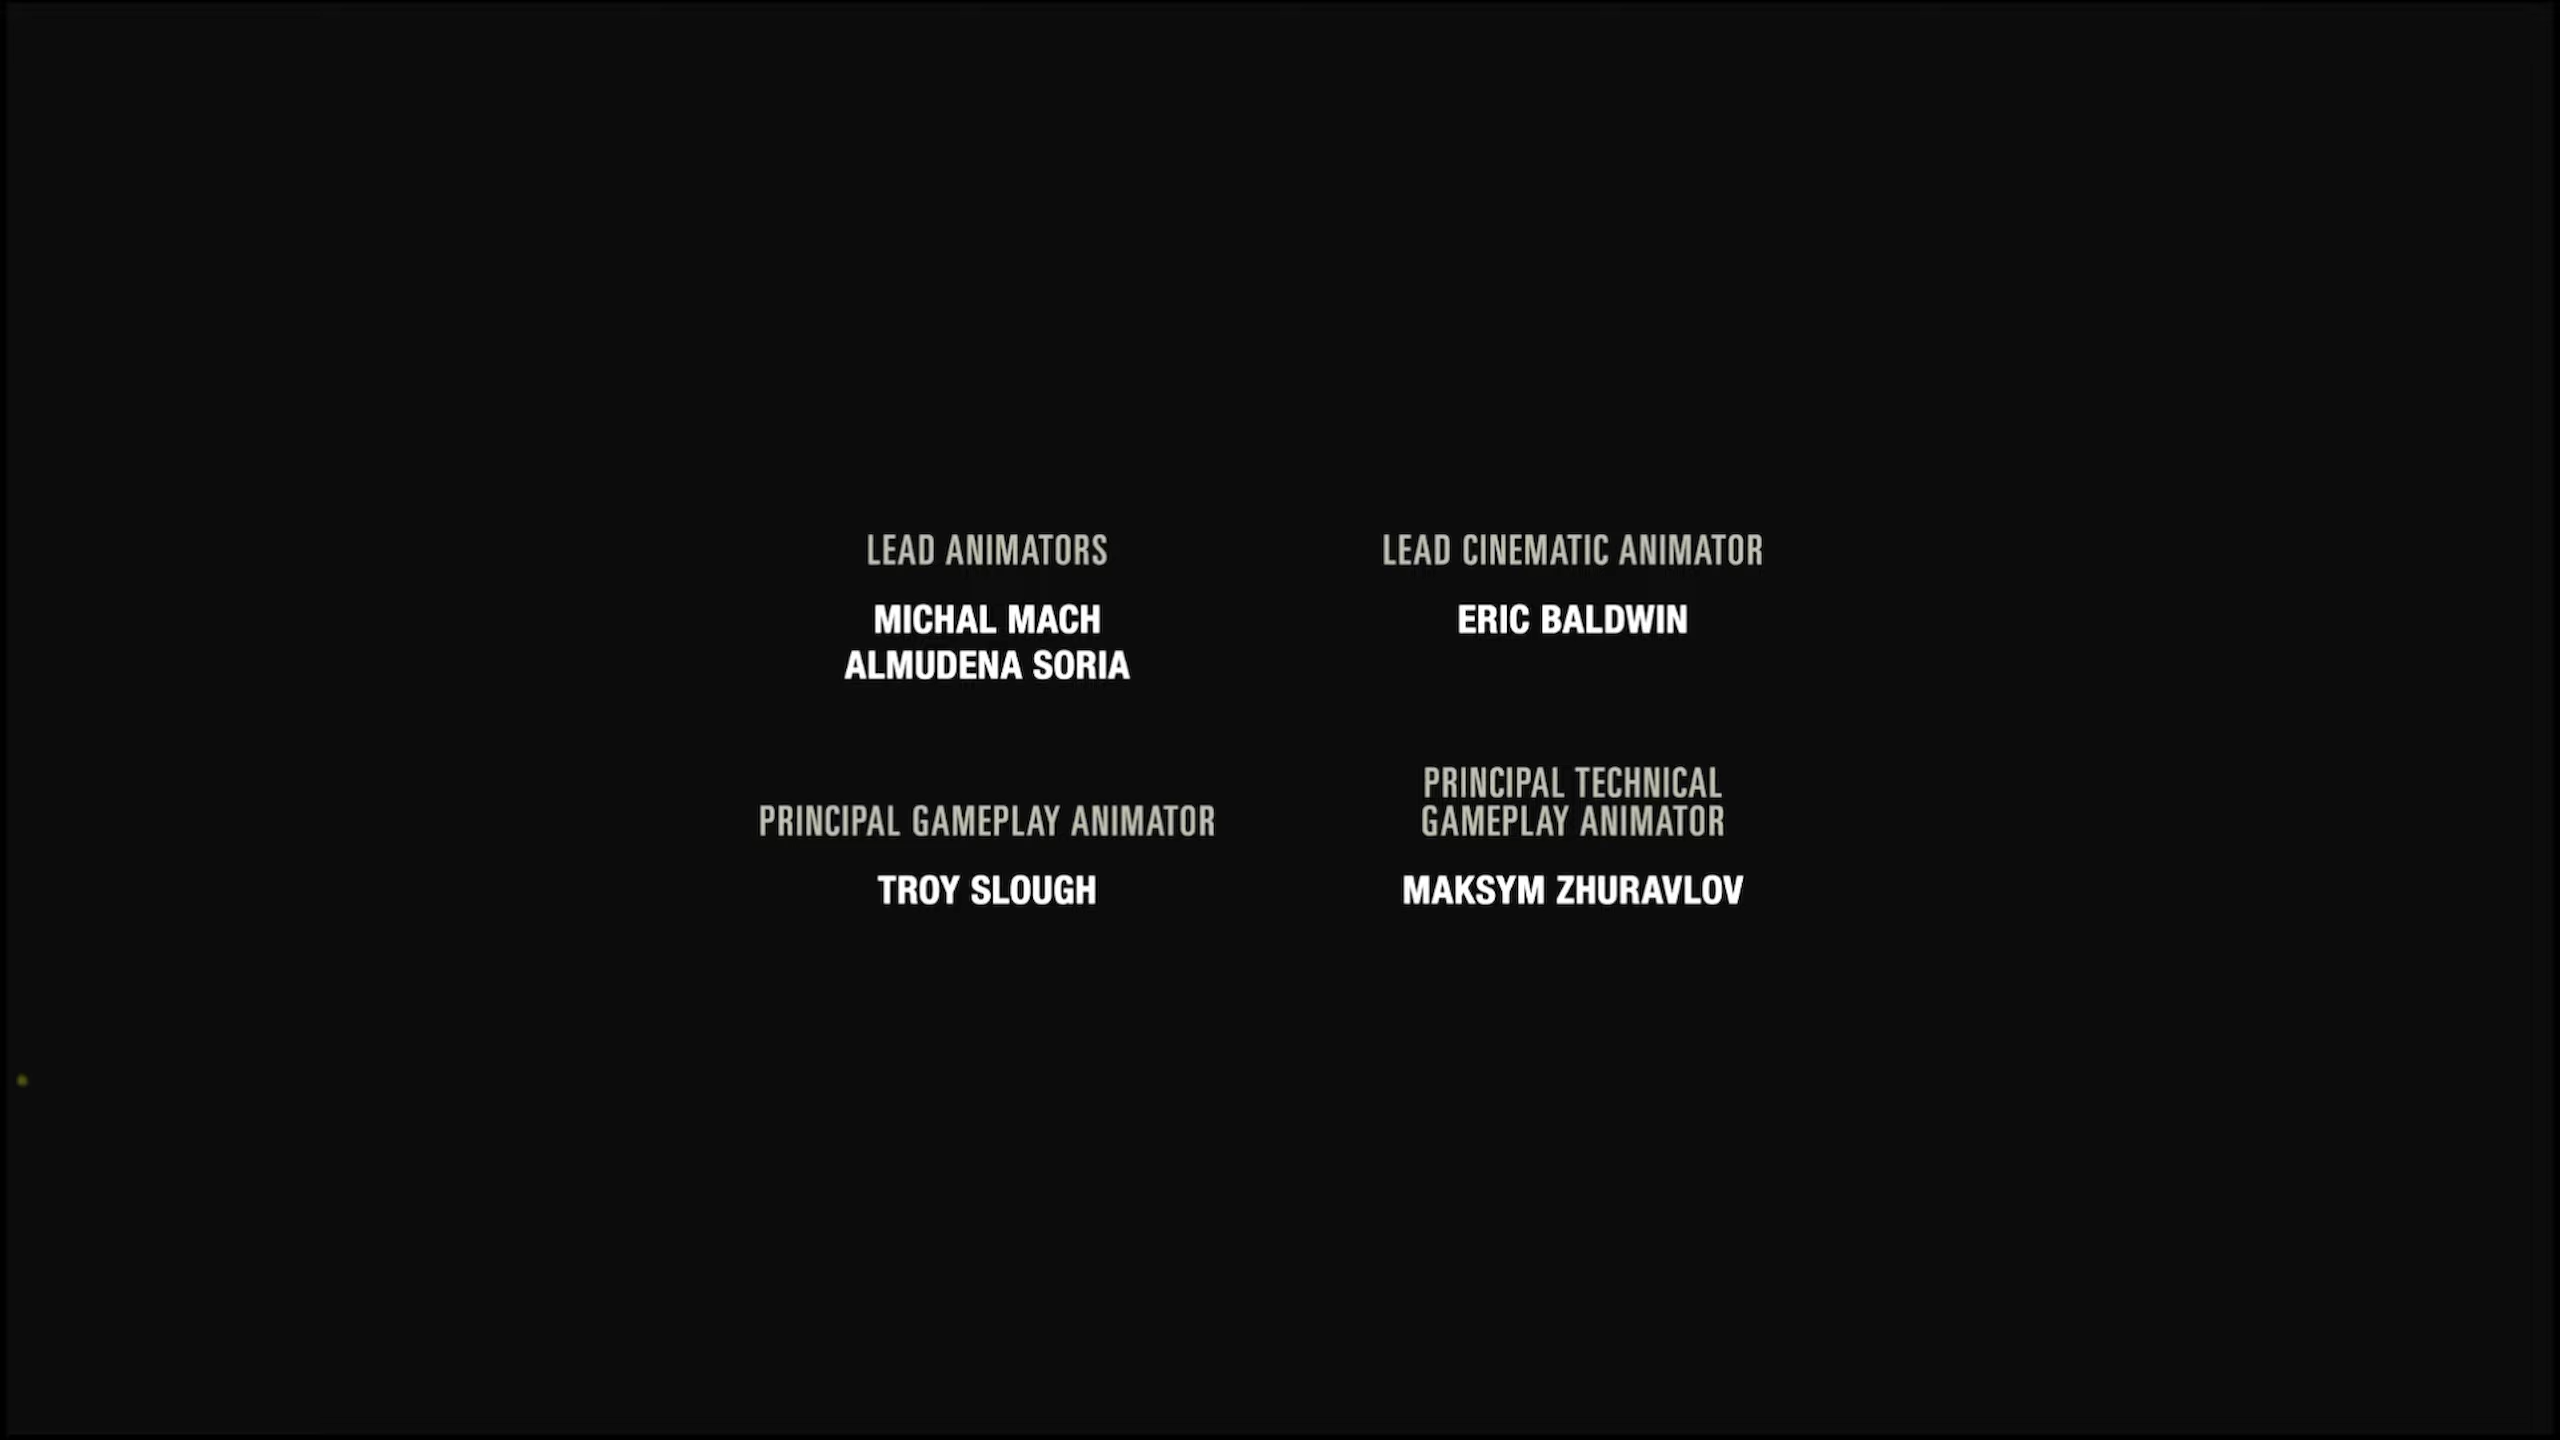 LEAD ANIMATORS
MICHAL MACH
ALMUDENA SORIA
LEAD CINEMATIC ANIMATOR
ERIC BALDWIN
PRINCIPAL GAMEPLAY ANIMATOR
TROY SLOUGH
PRINCIPAL TECHNICAL
GAMEPLAY ANIMATOR
MAKSYM ZHURAVLOV